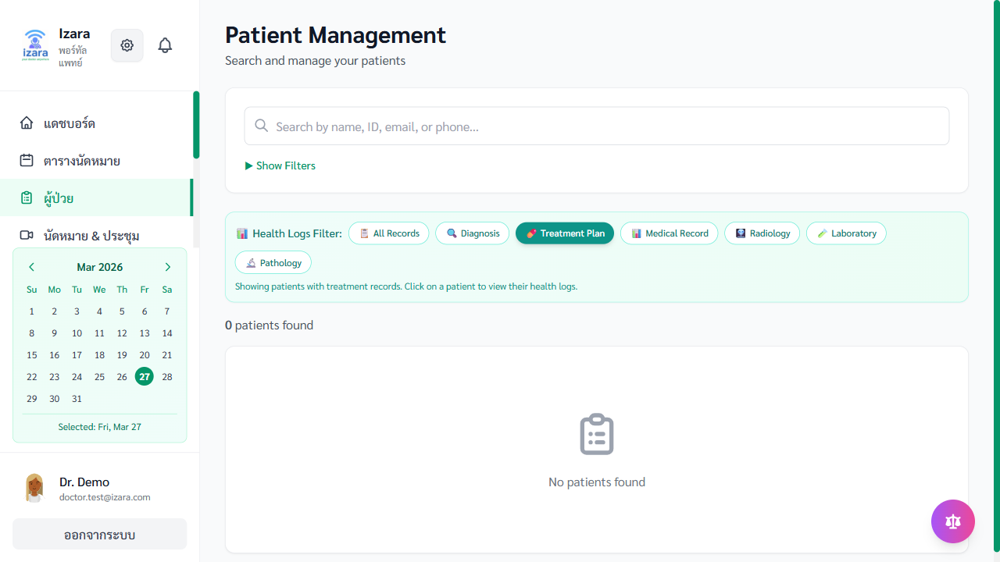 Izara
พอร์ทัล
แพทย์
izara
แดชบอร์ด
ตารางนัดหมาย
ผู้ป่วย
นัดหมาย & ประชุม
Mar 2026
Su Mo Tu We Th Fr Sa
1 2 3 4 5 6 7
8 9 10 11 12 13 14
15 16 17 18 19 20 21
22 23 24 25 26 27 28
29 30 31
Selected: Fri, Mar 27
Dr. Demo
doctor.test@izara.com
ออกจากระบบ
Patient Management
Search and manage your patients
Search by name, ID, email, or phone...
▶ Show Filters
Health Logs Filter: All Records Diagnosis Treatment Plan Medical Record Radiology Laboratory
Pathology
Showing patients with treatment records. Click on a patient to view their health logs.
0 patients found
No patients found